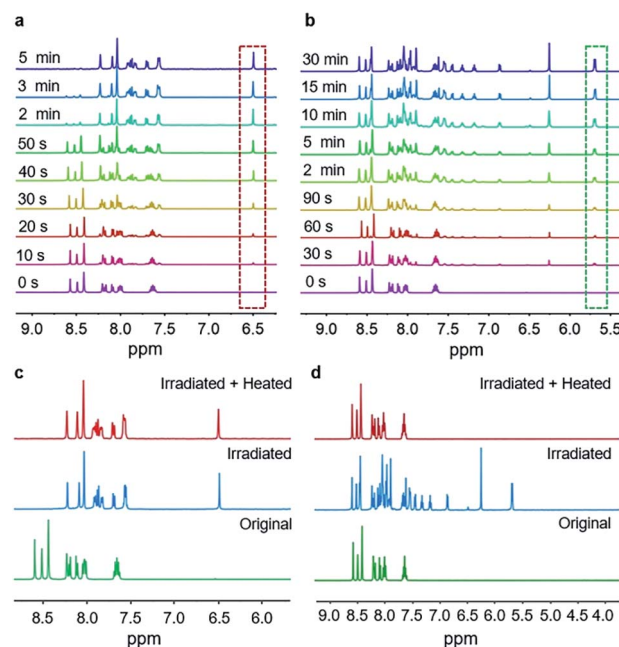 a
5 min
3 min
2 min
50 s
40 s
30 s
20 s
10 s
0 s
9.0 8.5 8.0 7.5 7.0 6.5
ppm
b
30 min
15 min
10 min
5 min
2 min
90 s
60 s
30 s
0 s
9.0 8.5 8.0 7.5 7.0 6.5 6.0 5.5
ppm
c
Irradiated + Heated
Irradiated
Original
8.5 8.0 7.5 7.0 6.5 6.0
ppm
d
Irradiated + Heated
Irradiated
Original
9.0 8.5 8.0 7.5 7.0 6.5 6.0 5.5 5.0 4.5 4.0
ppm